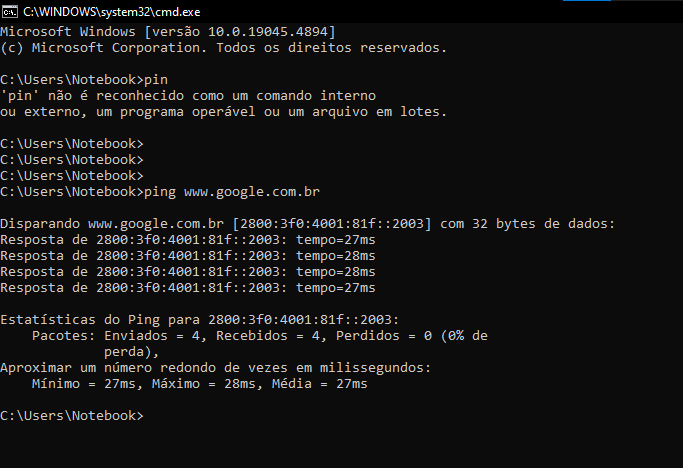 C:\WINDOWS\system32\cmd.exe
Microsoft Windows [versão 10.0.19045.4894]
(c) Microsoft Corporation. Todos os direitos reservados.
C:\Users\Notebook>pin
'pin' não é reconhecido como um comando interno
ou externo, um programa operável ou um arquivo em lotes.
C:\Users\Notebook>
C:\Users\Notebook>
C:\Users\Notebook>
C:\Users\Notebook>ping www.google.com.br
Disparando www.google.com.br [2800:3f0:4001:81f::2003] com 32 bytes de dados:
Resposta de 2800:3f0:4001:81f::2003: tempo=27ms
Resposta de 2800:3f0:4001:81f::2003: tempo=28ms
Resposta de 2800:3f0:4001:81f::2003: tempo=28ms
Resposta de 2800:3f0:4001:81f::2003: tempo=27ms
Estatísticas do Ping para 2800:3f0:4001:81f::2003:
    Pacotes: Enviados = 4, Recebidos = 4, Perdidos = 0 (0% de
             perda),
Aproximar um número redondo de vezes em milissegundos:
    Mínimo = 27ms, Máximo = 28ms, Média = 27ms
C:\Users\Notebook>